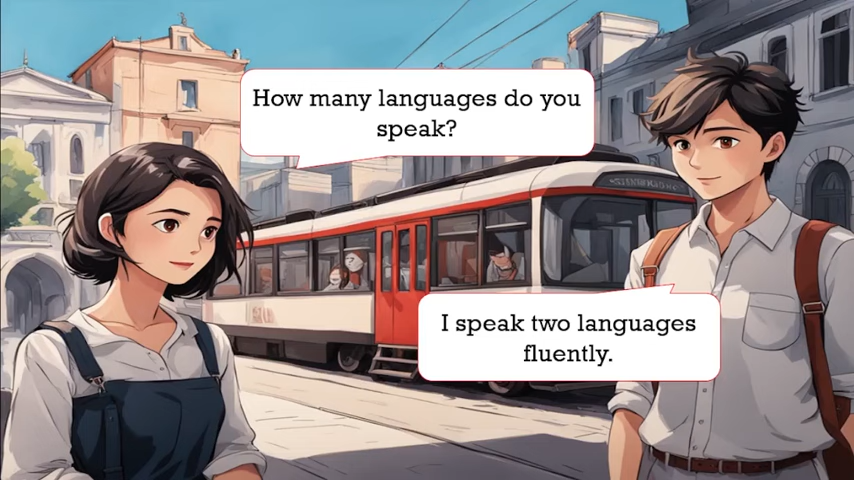 How many languages do you
speak?
I speak two languages
fluently.